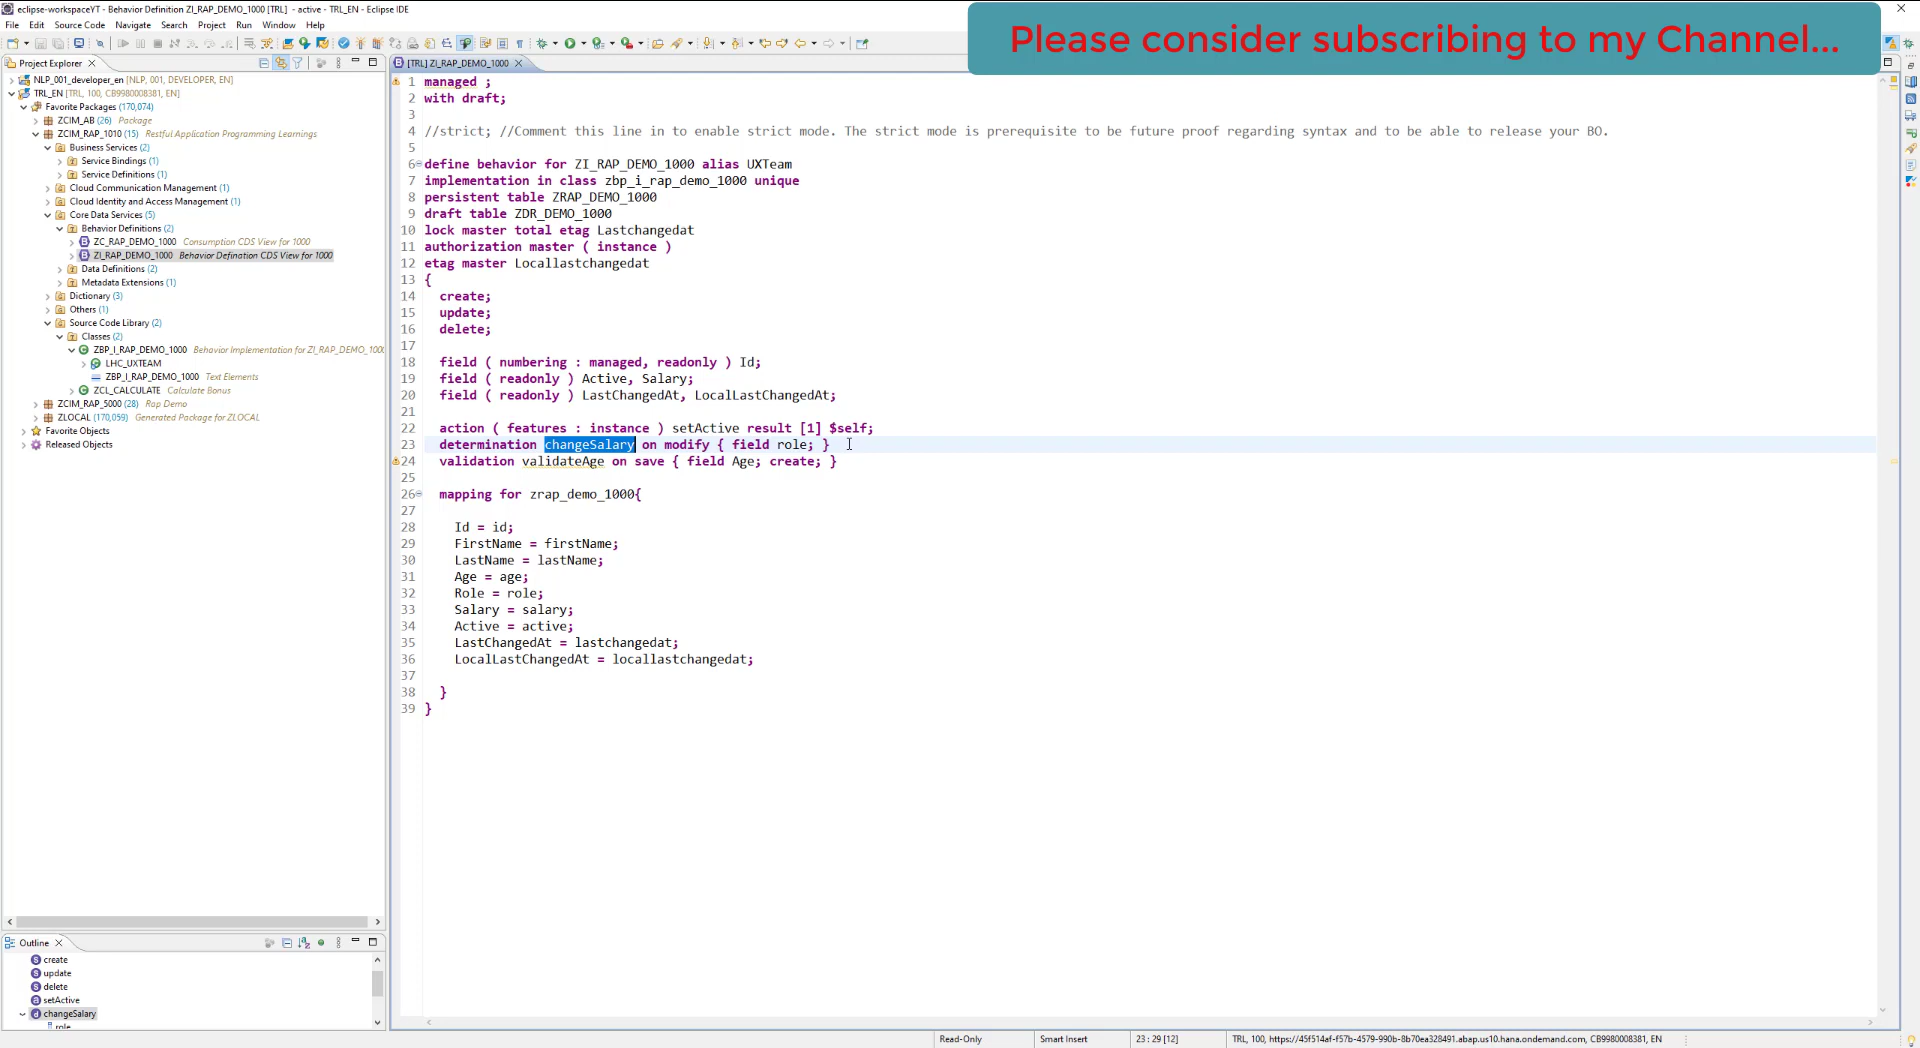 eclipse-workspaceYT - Behavior Definition ZI_RAP_DEMO_1000 [TRL] - active - TRL_EN - Eclipse IDE
File Edit Source Code Navigate Search Project Run Window Help
Please consider subscribing to my Channel...
Project Explorer
NLP_001_developer_en [NLP, 001, DEVELOPER, EN]
TRL_EN [TRL, 100, CB9980008381, EN]
Favorite Packages (170,074)
ZCIM_AB (26) Package
ZCIM_RAP_1010 (15) Restful Application Programming Learnings
Business Services (2)
Service Bindings (1)
Service Definitions (1)
Cloud Communication Management (1)
Cloud Identity and Access Management (1)
Core Data Services (5)
Behavior Definitions (2)
ZC_RAP_DEMO_1000 Consumption CDS View for 1000
ZI_RAP_DEMO_1000 Behavior Defination CDS View for 1000
Data Definitions (2)
Metadata Extensions (1)
Dictionary (3)
Others (1)
Source Code Library (2)
Classes (2)
ZBP_I_RAP_DEMO_1000 Behavior Implementation for ZI_RAP_DEMO_1000
LHC_UXTEAM
ZBP_I_RAP_DEMO_1000 Text Elements
ZCL_CALCULATE Calculate Bonus
ZCIM_RAP_5000 (28) Rap Demo
ZLOCAL (170,059) Generated Package for ZLOCAL
Favorite Objects
Released Objects
Outline
create
update
delete
setActive
changeSalary
role
[TRL] ZI_RAP_DEMO_1000
1 managed ;
2 with draft;
3
4 //strict; //Comment this line in to enable strict mode. The strict mode is prerequisite to be future proof regarding syntax and to be able to release your BO.
5
6 define behavior for ZI_RAP_DEMO_1000 alias UXTeam
7 implementation in class zbp_i_rap_demo_1000 unique
8 persistent table ZRAP_DEMO_1000
9 draft table ZDR_DEMO_1000
10 lock master total etag Lastchangedat
11 authorization master ( instance )
12 etag master Locallastchangedat
13 {
14 create;
15 update;
16 delete;
17
18 field ( numbering : managed, readonly ) Id;
19 field ( readonly ) Active, Salary;
20 field ( readonly ) LastChangedAt, LocalLastChangedAt;
21
22 action ( features : instance ) setActive result [1] $self;
23 determination changeSalary on modify { field role; }
24 validation validateAge on save { field Age; create; }
25
26 mapping for zrap_demo_1000{
27
28 Id = id;
29 FirstName = firstName;
30 LastName = lastName;
31 Age = age;
32 Role = role;
33 Salary = salary;
34 Active = active;
35 LastChangedAt = lastchangedat;
36 LocalLastChangedAt = locallastchangedat;
37
38 }
39 }
Read-Only Smart Insert 23 : 29 [12] TRL, 100, https://45f514af-f57b-4579-990b-8b70ea328491.abap.us10.hana.ondemand.com, CB9980008381, EN